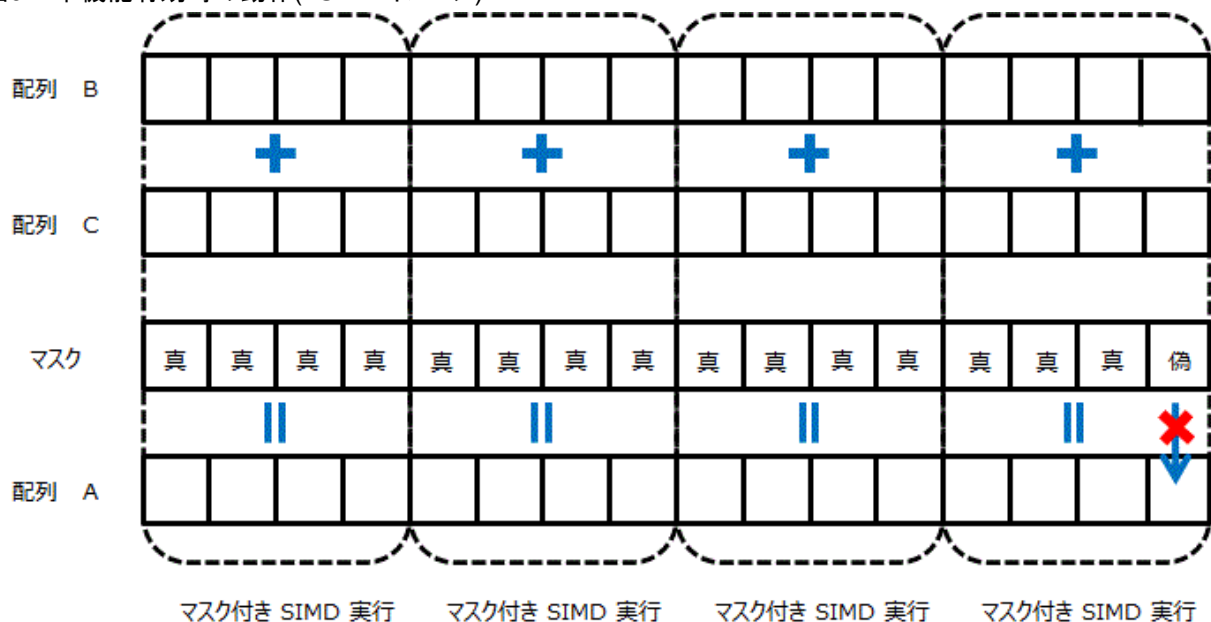 配列 B
配列 C
マスク 真 真 真 真 真 真 真 真 真 真 真 真 真 真 真 偽
配列 A
マスク付き SIMD 実行 マスク付き SIMD 実行 マスク付き SIMD 実行 マスク付き SIMD 実行